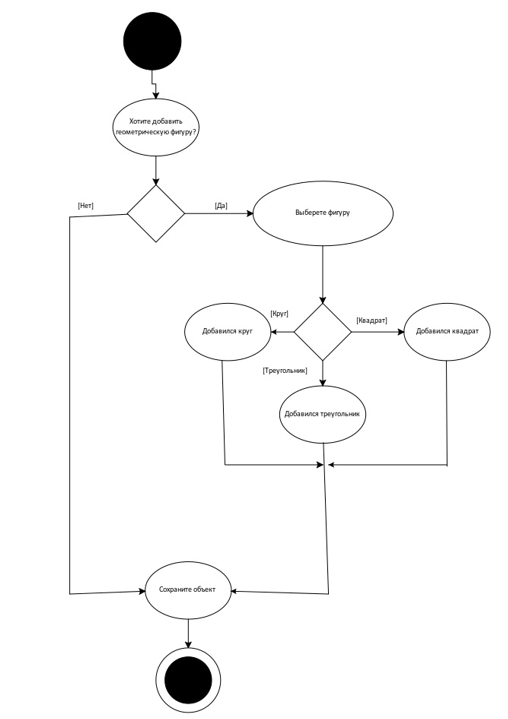 Хотите добавить
геометрическую фигуру?
[Нет]
[Да]
Выберете фигуру
[Круг]
[Квадрат]
Добавился круг
Добавился квадрат
[Треугольник]
Добавился треугольник
Сохраните объект